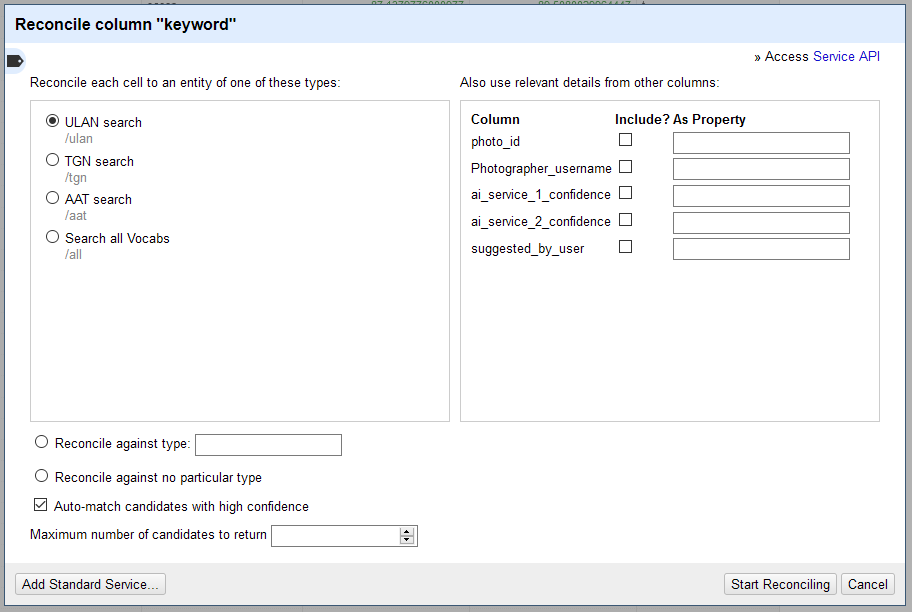 Reconcile column "keyword"
» Access Service API
Reconcile each cell to an entity of one of these types:
Also use relevant details from other columns:
ULAN search
/ulan
TGN search
/tgn
AAT search
/aat
Search all Vocabs
/all
Column Include? As Property
photo_id
Photographer_username
ai_service_1_confidence
ai_service_2_confidence
suggested_by_user
Reconcile against type:
Reconcile against no particular type
Auto-match candidates with high confidence
Maximum number of candidates to return
Add Standard Service...
Start Reconciling
Cancel